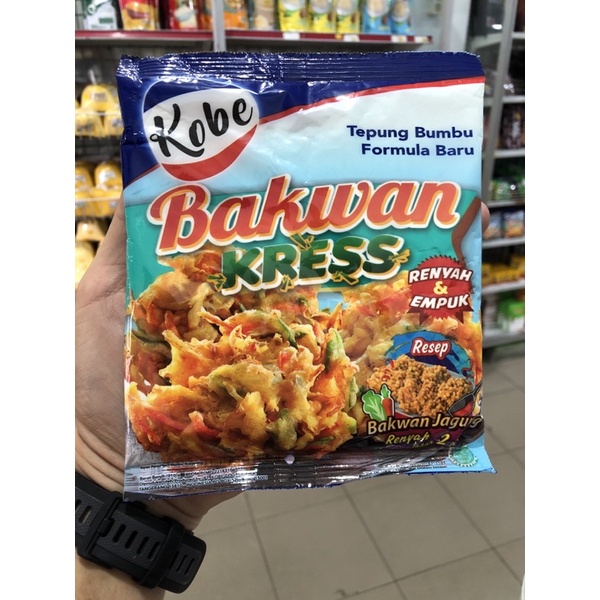 Kobe
Tepung Bumbu
Formula Baru
Bakwan
KRESS
RENYAH
&
EMPUK
Resep
Bakwan Jagung
Renyah